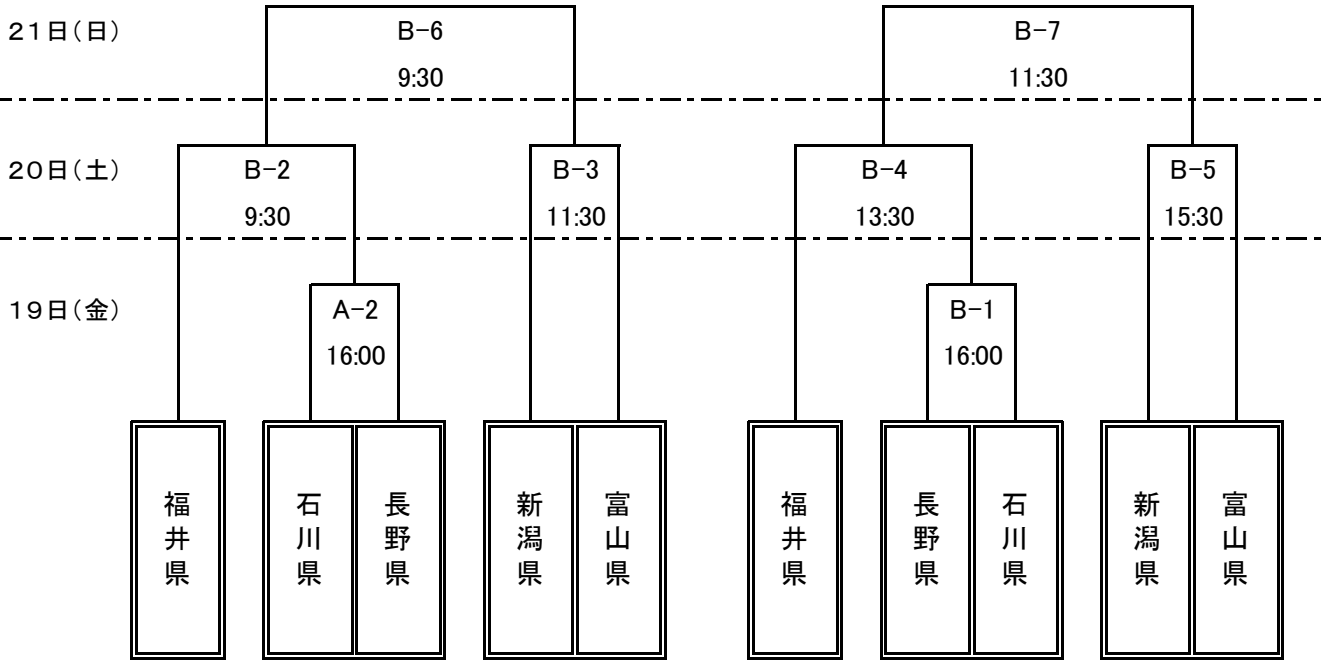 21日(日)
B-6
9:30
B-7
11:30
20日(土)
B-2
9:30
B-3
11:30
B-4
13:30
B-5
15:30
19日(金)
A-2
16:00
B-1
16:00
福井県
石川県
長野県
新潟県
富山県
福井県
長野県
石川県
新潟県
富山県